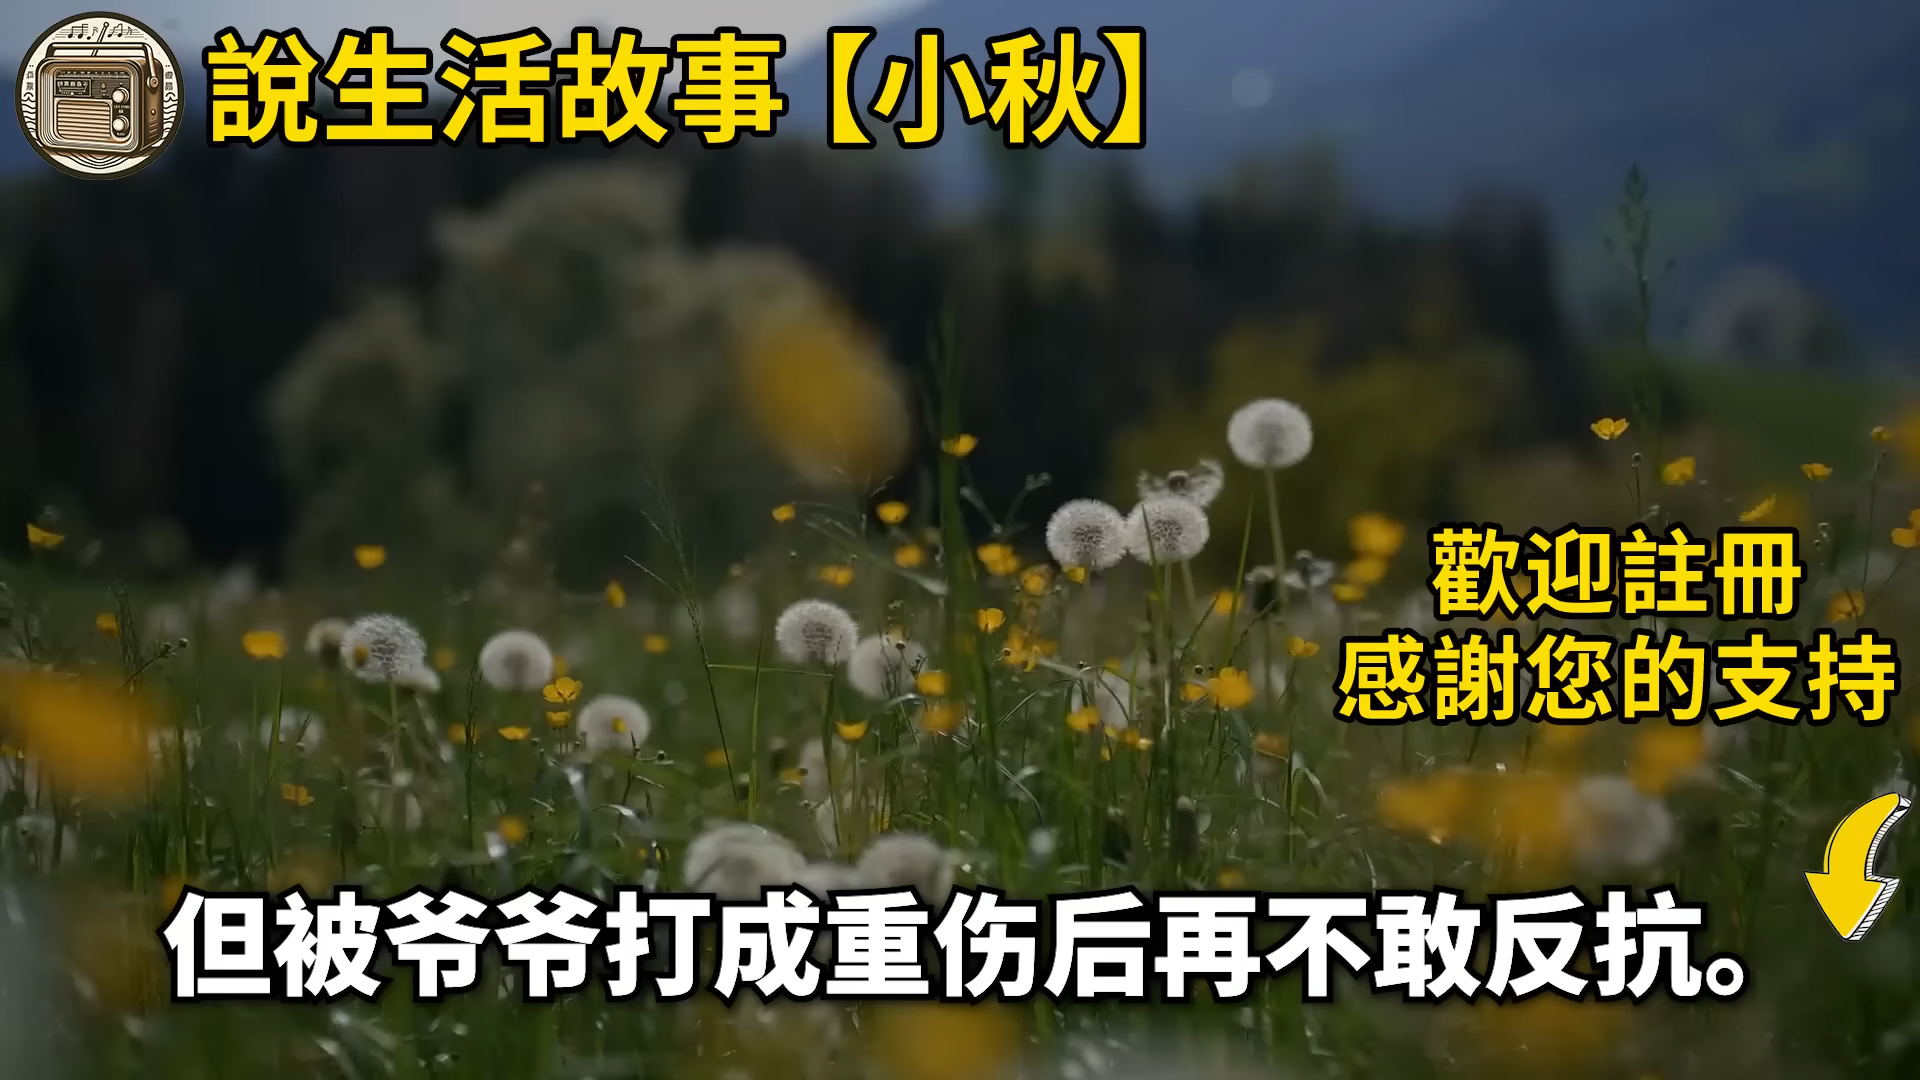 說生活故事【小秋】
歡迎註冊
感謝您的支持
但被爷爷打成重伤后再不敢反抗。